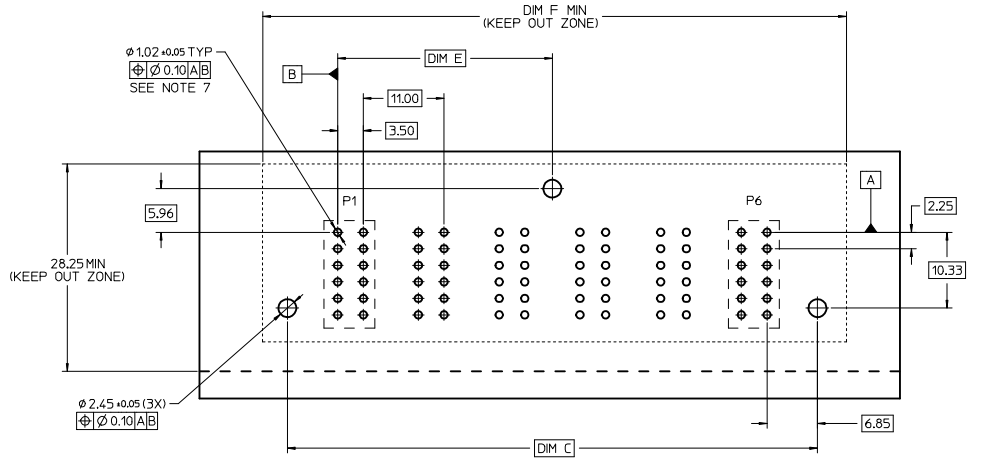 DIM F MIN
(KEEP OUT ZONE)
⌀1.02 ±0.05 TYP
⌖ ⌀ 0.10 A B
SEE NOTE 7
B
DIM E
11.00
3.50
A
P1
P6
2.25
5.96
10.33
28.25 MIN
(KEEP OUT ZONE)
⌀2.45 ±0.05 (3X)
⌖ ⌀ 0.10 A B
6.85
DIM C